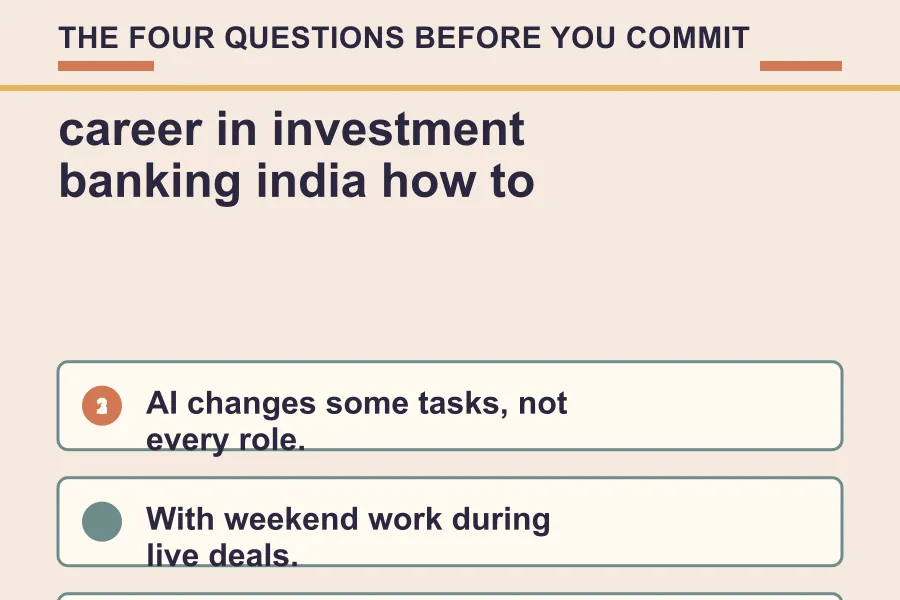 THE FOUR QUESTIONS BEFORE YOU COMMIT
career in investment
banking india how to
AI changes some tasks, not
every role.
With weekend work during
live deals.